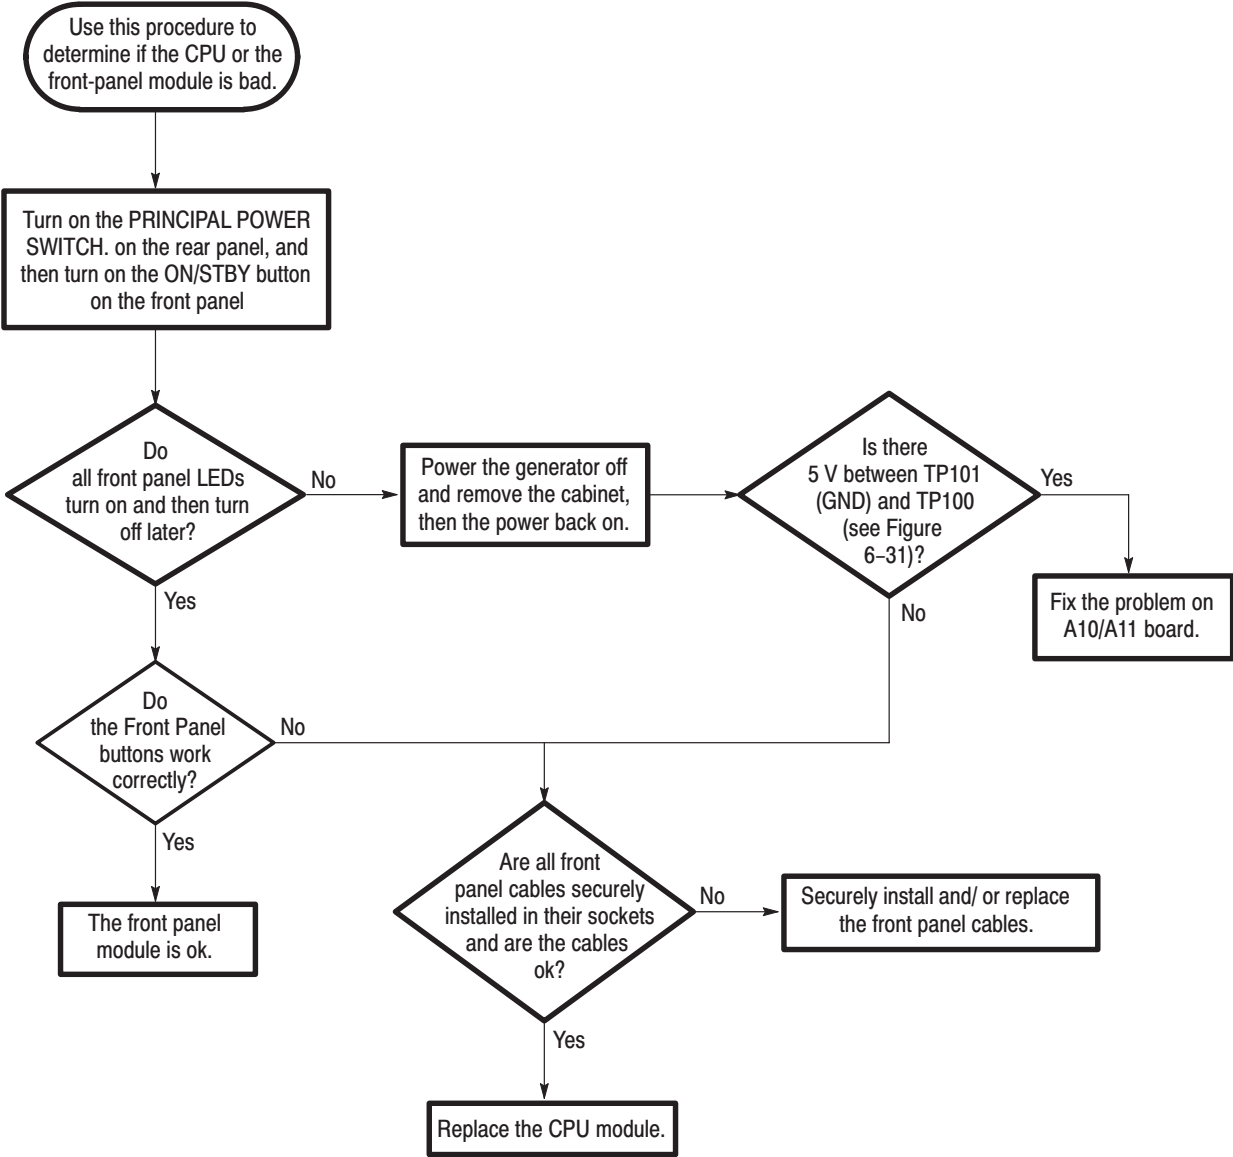 Use this procedure to
determine if the CPU or the
front-panel module is bad.
Turn on the PRINCIPAL POWER
SWITCH. on the rear panel, and
then turn on the ON/STBY button
on the front panel
Do
all front panel LEDs
turn on and then turn
off later?
No
Power the generator off
and remove the cabinet,
then the power back on.
Is there
5 V between TP101
(GND) and TP100
(see Figure
6–31)?
Yes
Fix the problem on
A10/A11 board.
No
Yes
Do
the Front Panel
buttons work
correctly?
No
Yes
The front panel
module is ok.
Are all front
panel cables securely
installed in their sockets
and are the cables
ok?
No
Securely install and/ or replace
the front panel cables.
Yes
Replace the CPU module.